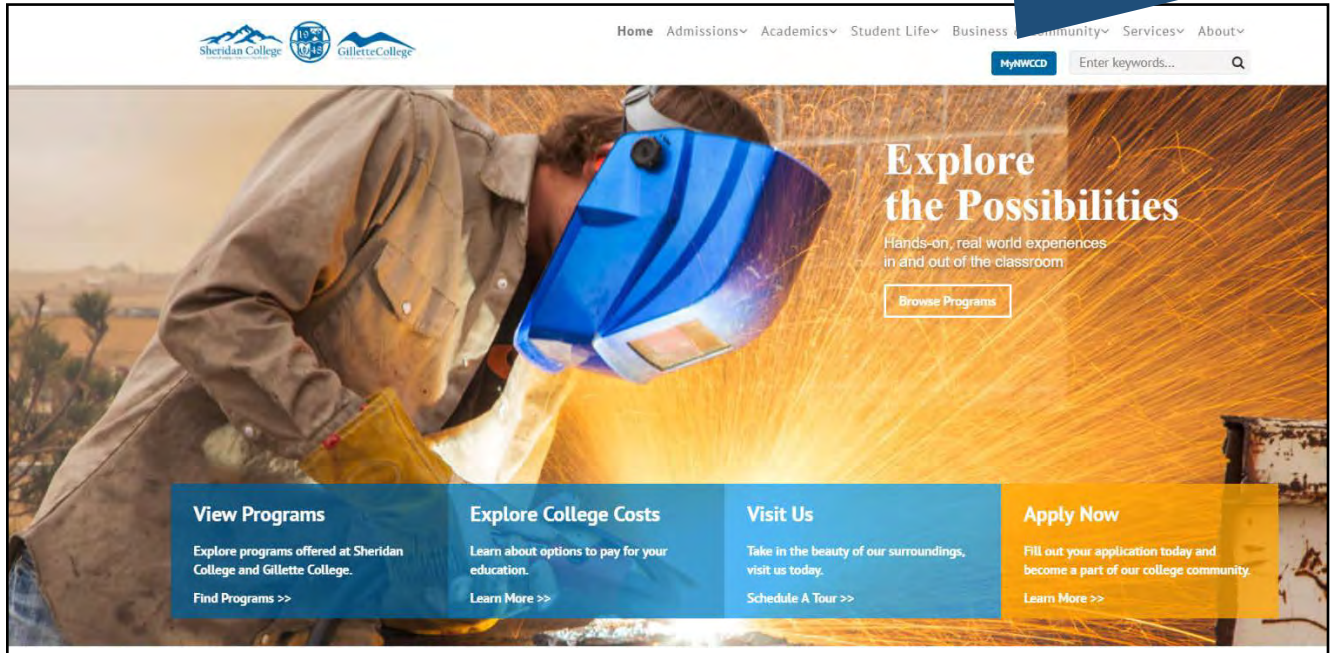 Sheridan College
GilletteCollege
Home Admissions Academics Student Life Business Community Services About
MyNWCCD
Enter keywords...
Explore
the Possibilities
Hands-on, real world experiences
in and out of the classroom
Browse Programs
View Programs
Explore programs offered at Sheridan
College and Gillette College.
Find Programs >>
Explore College Costs
Learn about options to pay for your
education.
Learn More >>
Visit Us
Take in the beauty of our surroundings,
visit us today.
Schedule A Tour >>
Apply Now
Fill out your application today and
become a part of our college community.
Learn More >>